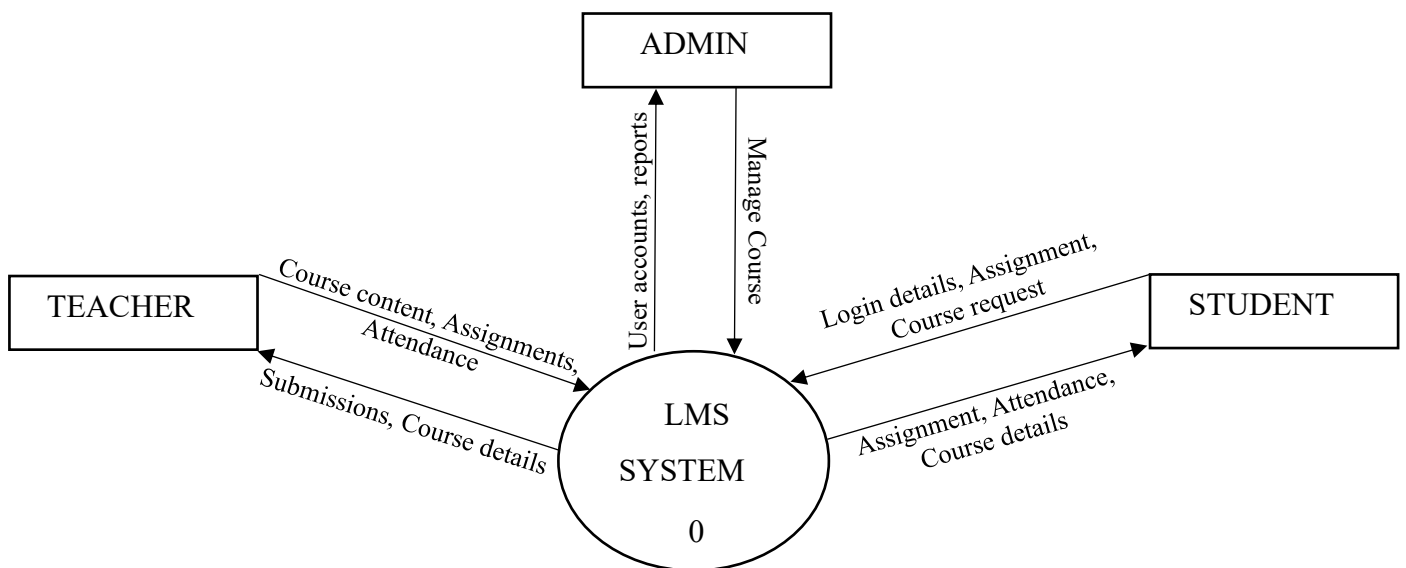 ADMIN
User accounts, reports
Manage Course
TEACHER
Course content, Assignments,
Attendance
Submissions, Course details
Login details, Assignment,
Course request
STUDENT
Assignment, Attendance,
Course details
LMS
SYSTEM
0